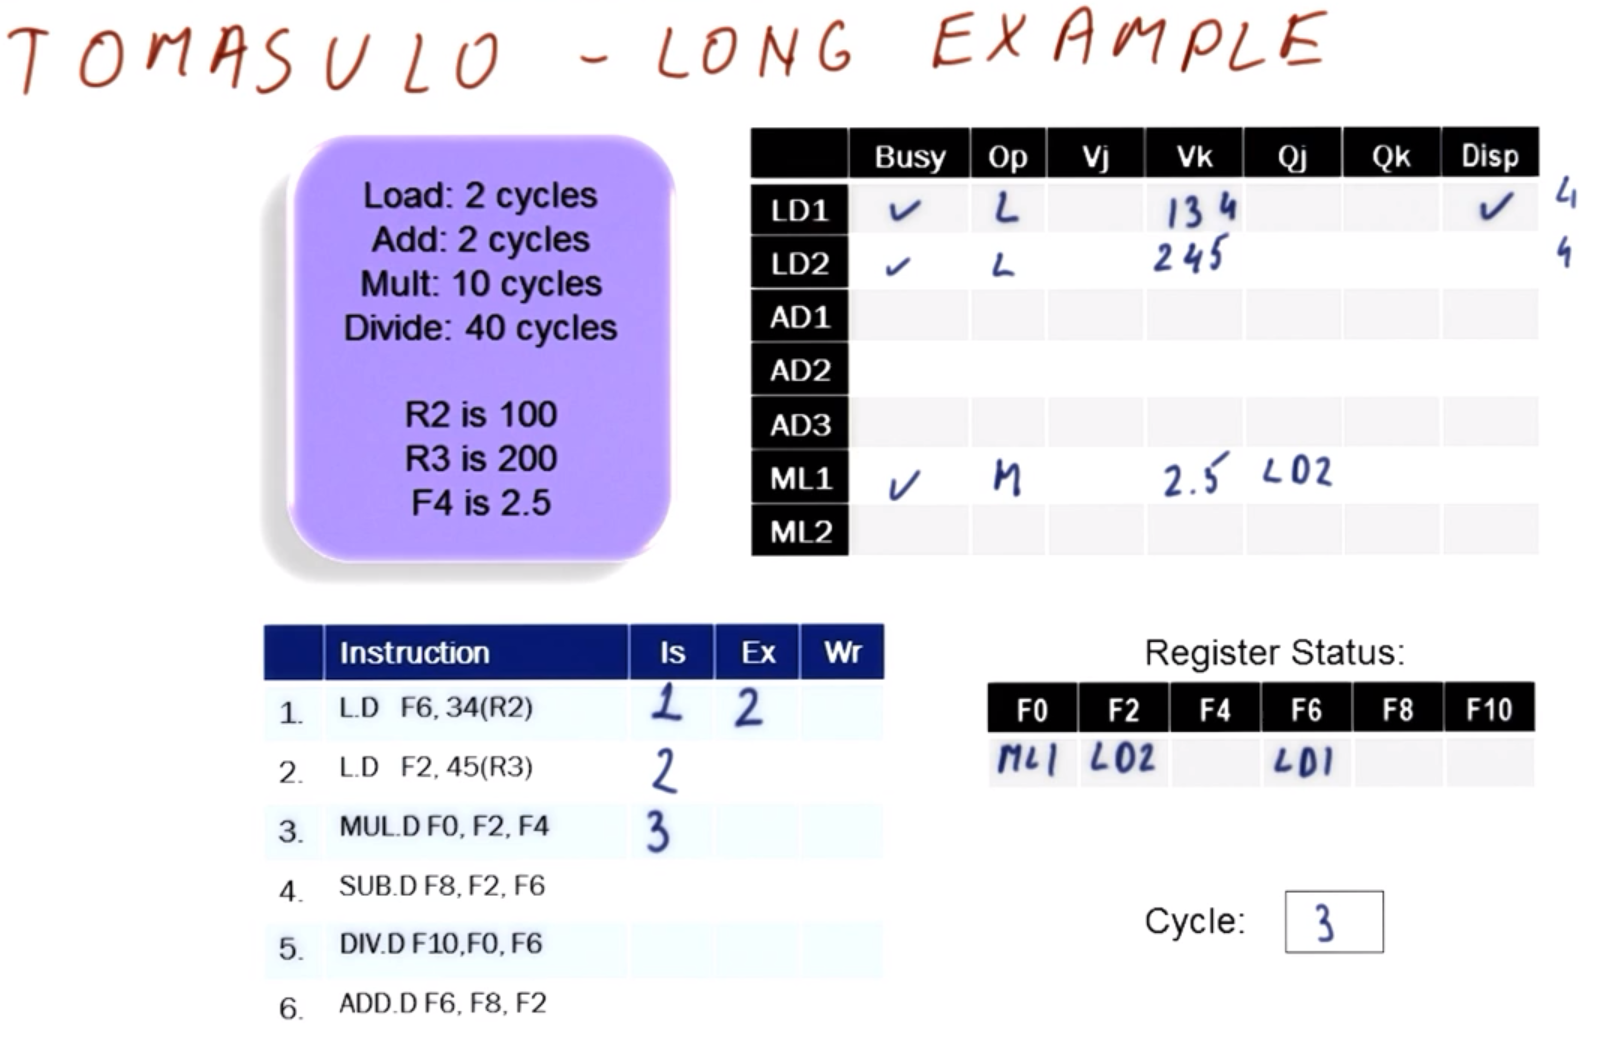 TOMASULO - LONG EXAMPLE
Load: 2 cycles
Add: 2 cycles
Mult: 10 cycles
Divide: 40 cycles
R2 is 100
R3 is 200
F4 is 2.5
Busy Op Vj Vk Qj Qk Disp
LD1 ✓ L 134 ✓ 4
LD2 ✓ L 245 4
AD1
AD2
AD3
ML1 ✓ M 2.5 LD2
ML2
Instruction Is Ex Wr
1. L.D F6, 34(R2) 1 2
2. L.D F2, 45(R3) 2
3. MUL.D F0, F2, F4 3
4. SUB.D F8, F2, F6
5. DIV.D F10,F0, F6
6. ADD.D F6, F8, F2
Register Status:
F0 F2 F4 F6 F8 F10
ML1 LD2 LD1
Cycle: 3